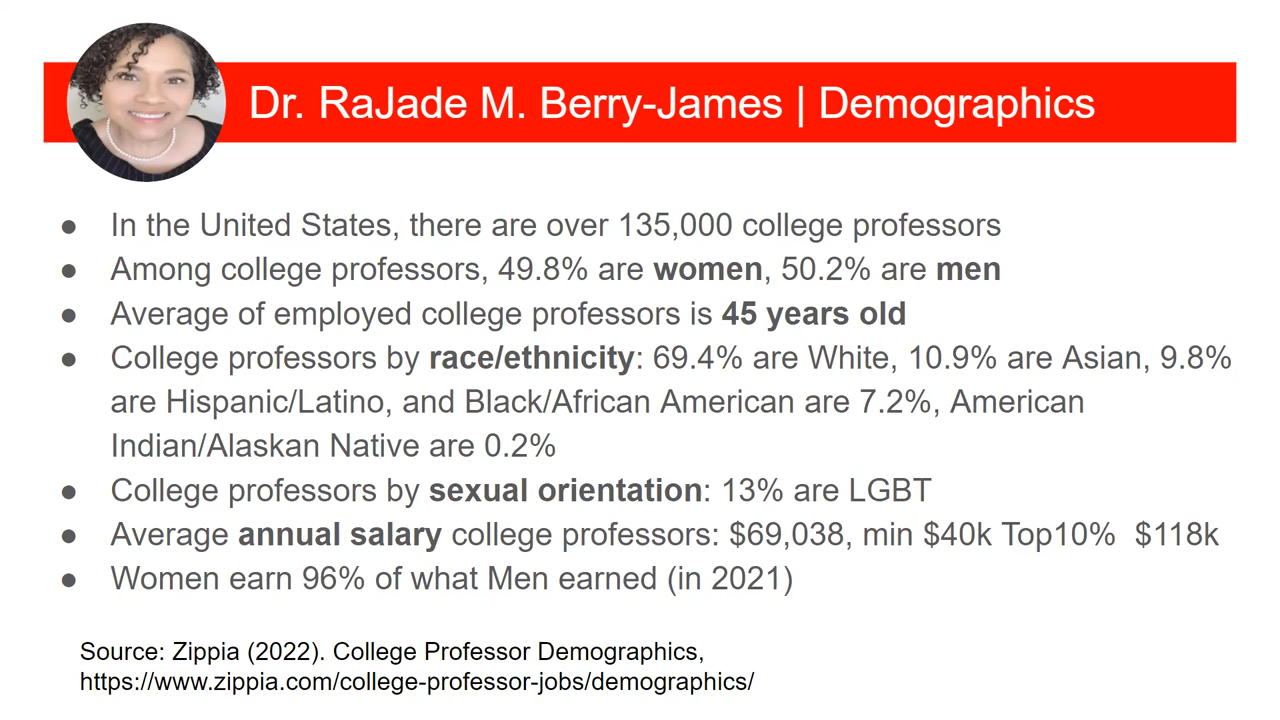 Dr. RaJade M. Berry-James | Demographics
● In the United States, there are over 135,000 college professors
● Among college professors, 49.8% are women, 50.2% are men
● Average of employed college professors is 45 years old
● College professors by race/ethnicity: 69.4% are White, 10.9% are Asian, 9.8%
are Hispanic/Latino, and Black/African American are 7.2%, American
Indian/Alaskan Native are 0.2%
● College professors by sexual orientation: 13% are LGBT
● Average annual salary college professors: $69,038, min $40k Top10%  $118k
● Women earn 96% of what Men earned (in 2021)
Source: Zippia (2022). College Professor Demographics,
https://www.zippia.com/college-professor-jobs/demographics/